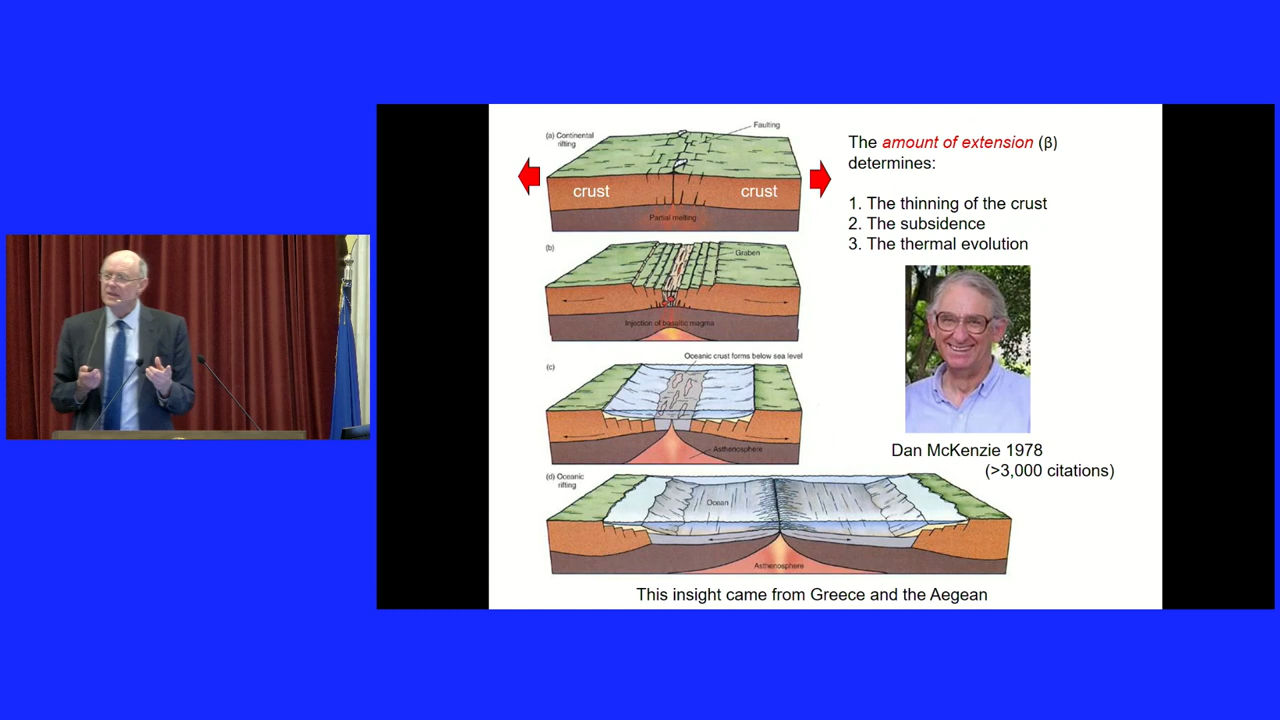 (a) Continental
rifting
Faulting
crust
crust
Partial melting
(b)
Graben
Injection of basaltic magma
Oceanic crust forms below sea level
(c)
Asthenosphere
(d) Oceanic
rifting
Ocean
Asthenosphere
This insight came from Greece and the Aegean
The amount of extension (β)
determines:
1. The thinning of the crust
2. The subsidence
3. The thermal evolution
Dan McKenzie 1978
(>3,000 citations)